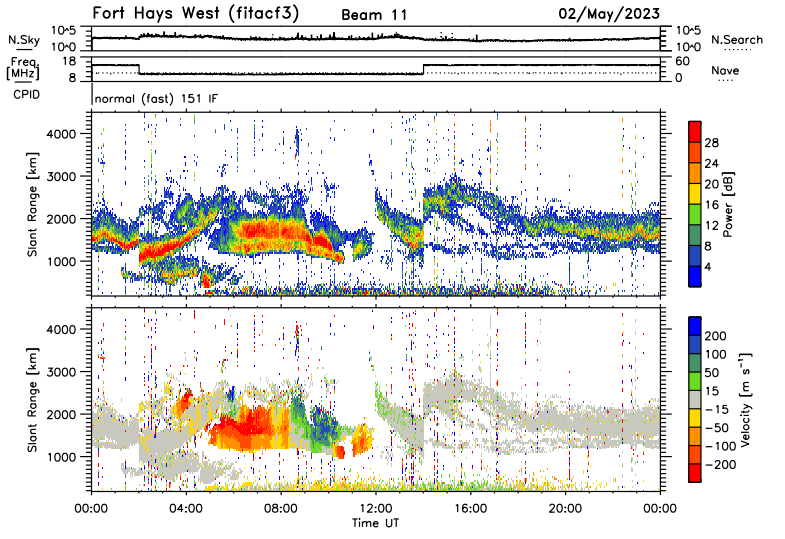 Fort Hays West (fitacf3) Beam 11 02/May/2023
N.Sky 10^5 10^0 10^5 10^0 N.Search
Freq. [MHz] 18 8 60 0 Nave
CPID normal (fast) 151 IF
Slant Range [km] 4000 3000 2000 1000
Power [dB] 28 24 20 16 12 8 4
Slant Range [km] 4000 3000 2000 1000
Velocity [m s⁻¹] 200 100 50 15 −15 −50 −100 −200
00:00 04:00 08:00 12:00 16:00 20:00 00:00
Time UT